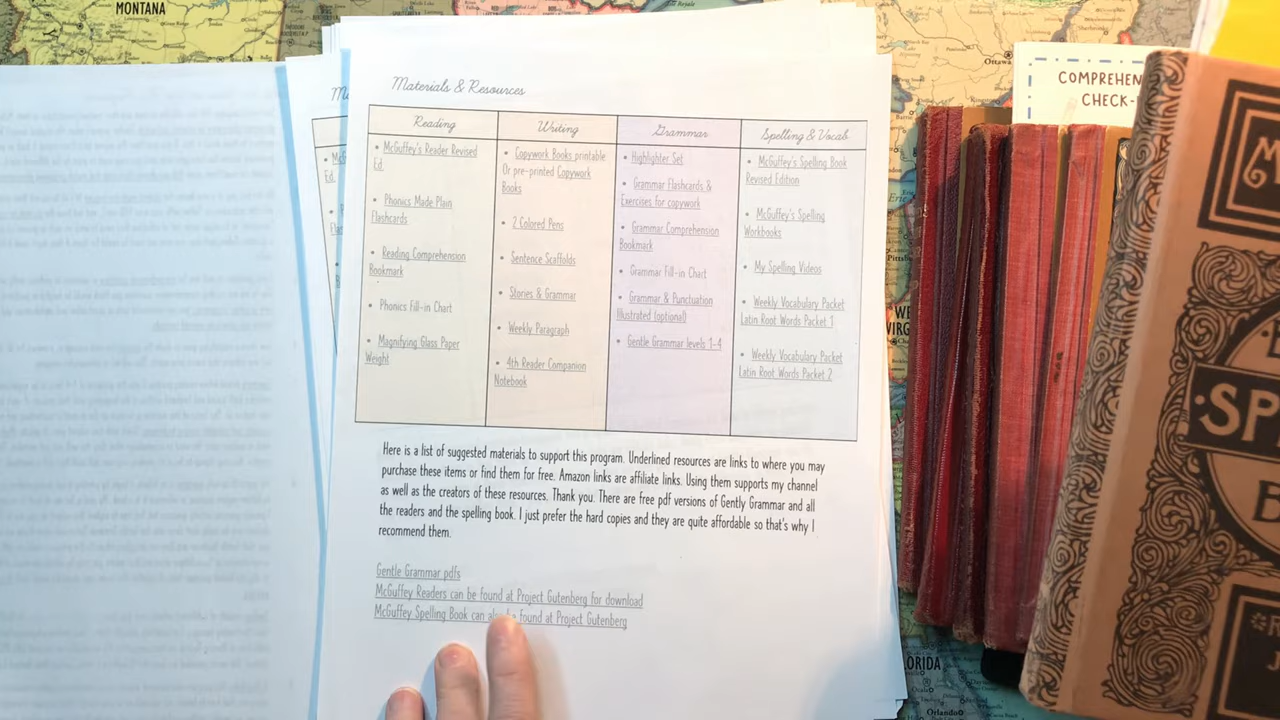 MONTANA
Ottawa
COMPREHEN
CHECK-
Materials & Resources
Reading
Writing
Grammar
Spelling & Vocab
• McGuffey's Reader Revised
Ed.
• Phonics Made Plain
Flashcards
• Reading Comprehension
Bookmark
• Phonics Fill-in Chart
• Magnifying Glass Paper
Weight
• Copywork Books printable
Or pre-printed Copywork
Books
• 2 Colored Pens
• Sentence Scaffolds
• Stories & Grammar
• Weekly Paragraph
• 4th Reader Companion
Notebook
• Highlighter Set
• Grammar Flashcards &
Exercises for copywork
• Grammar Comprehension
Bookmark
• Grammar Fill-in Chart
• Grammar & Punctuation
Illustrated (optional)
• Gentle Grammar levels 1-4
• McGuffey's Spelling Book
Revised Edition
• McGuffey's Spelling
Workbooks
• My Spelling Videos
• Weekly Vocabulary Packet
Latin Root Words Packet 1
• Weekly Vocabulary Packet
Latin Root Words Packet 2
Here is a list of suggested materials to support this program. Underlined resources are links to where you may
purchase these items or find them for free. Amazon links are affiliate links. Using them supports my channel
as well as the creators of these resources. Thank you. There are free pdf versions of Gently Grammar and all
the readers and the spelling book. I just prefer the hard copies and they are quite affordable so that's why I
recommend them.
Gentle Grammar pdfs
McGuffey Readers can be found at Project Gutenberg for download
McGuffey Spelling Book can also be found at Project Gutenberg
Erie
Pittsb
WE
VIRG
ORIDA
Orlando
·SP